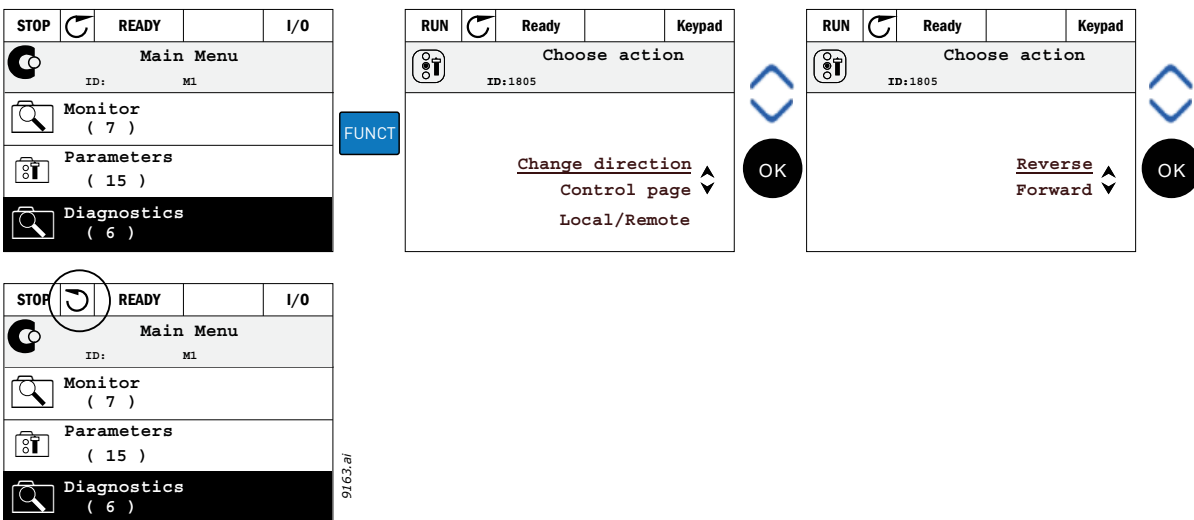 STOP READY I/O
Main Menu
ID: M1
Monitor
( 7 )
Parameters
( 15 )
Diagnostics
( 6 )
FUNCT
RUN Ready Keypad
Choose action
ID:1805
Change direction
Control page
Local/Remote
OK
RUN Ready Keypad
Choose action
ID:1805
Reverse
Forward
OK
STOP READY I/O
Main Menu
ID: M1
Monitor
( 7 )
Parameters
( 15 )
Diagnostics
( 6 )
9163.ai